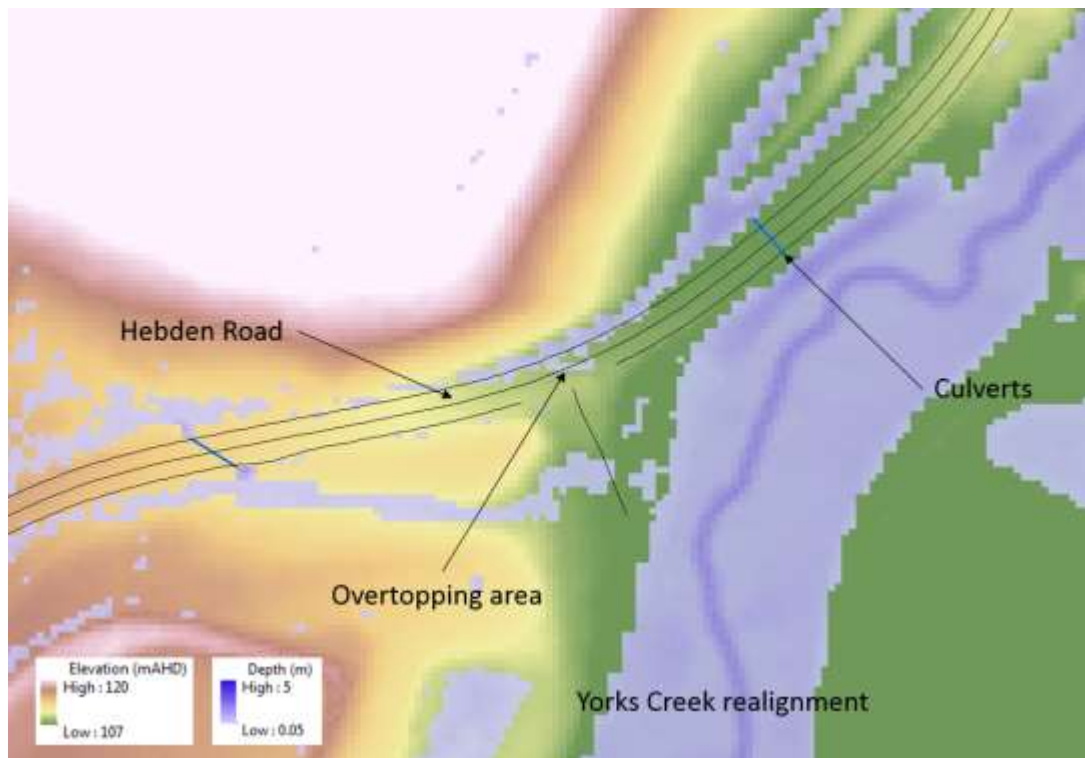 Hebden Road
Culverts
Overtopping area
Yorks Creek realignment
Elevation (mAHD)
High : 120
Low : 107
Depth (m)
High : 5
Low : 0.05